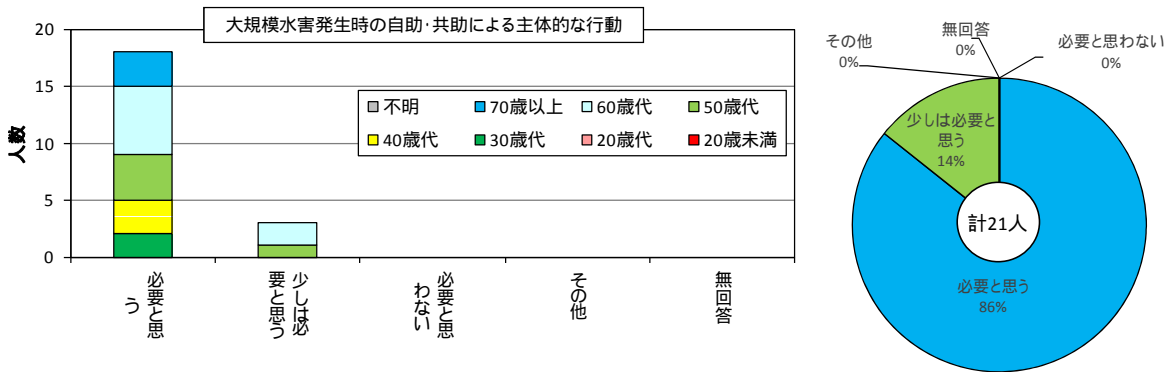 大規模水害発生時の自助･共助による主体的な行動
人数
20
15
10
5
0
不明
70歳以上
60歳代
50歳代
40歳代
30歳代
20歳代
20歳未満
必要と思
う
少しは必
要と思う
必要と思
わない
その他
無回答
その他
0%
無回答
0%
必要と思わない
0%
少しは必要と
思う
14%
計21人
必要と思う
86%